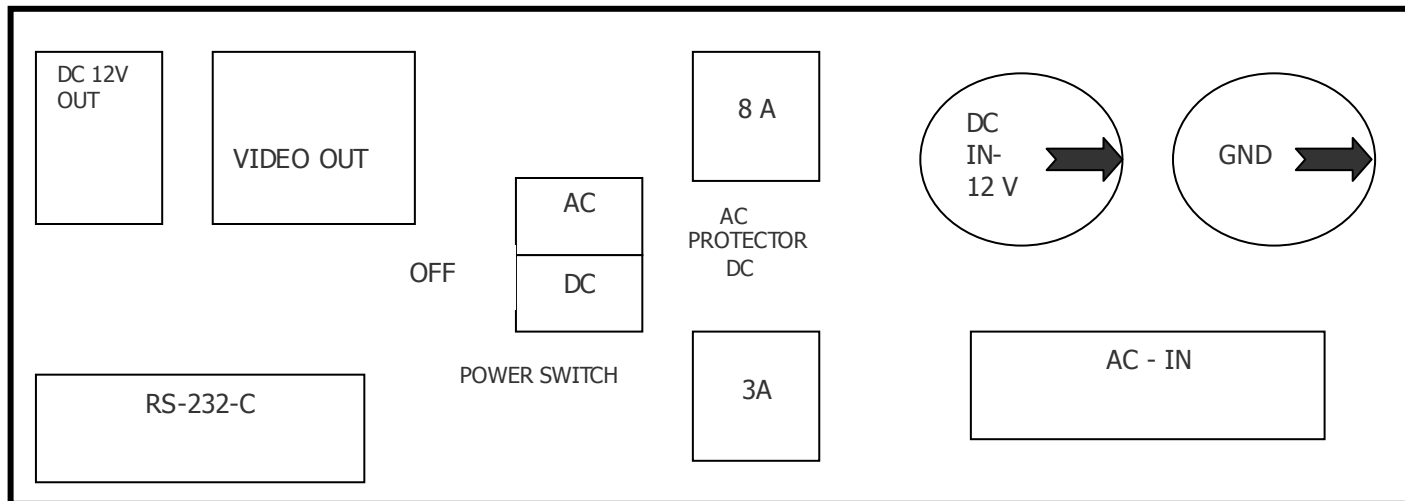 DC 12V
OUT
VIDEO OUT
OFF
AC
DC
POWER SWITCH
RS-232-C
8 A
AC
PROTECTOR
DC
3A
DC
IN-
12 V
GND
AC - IN